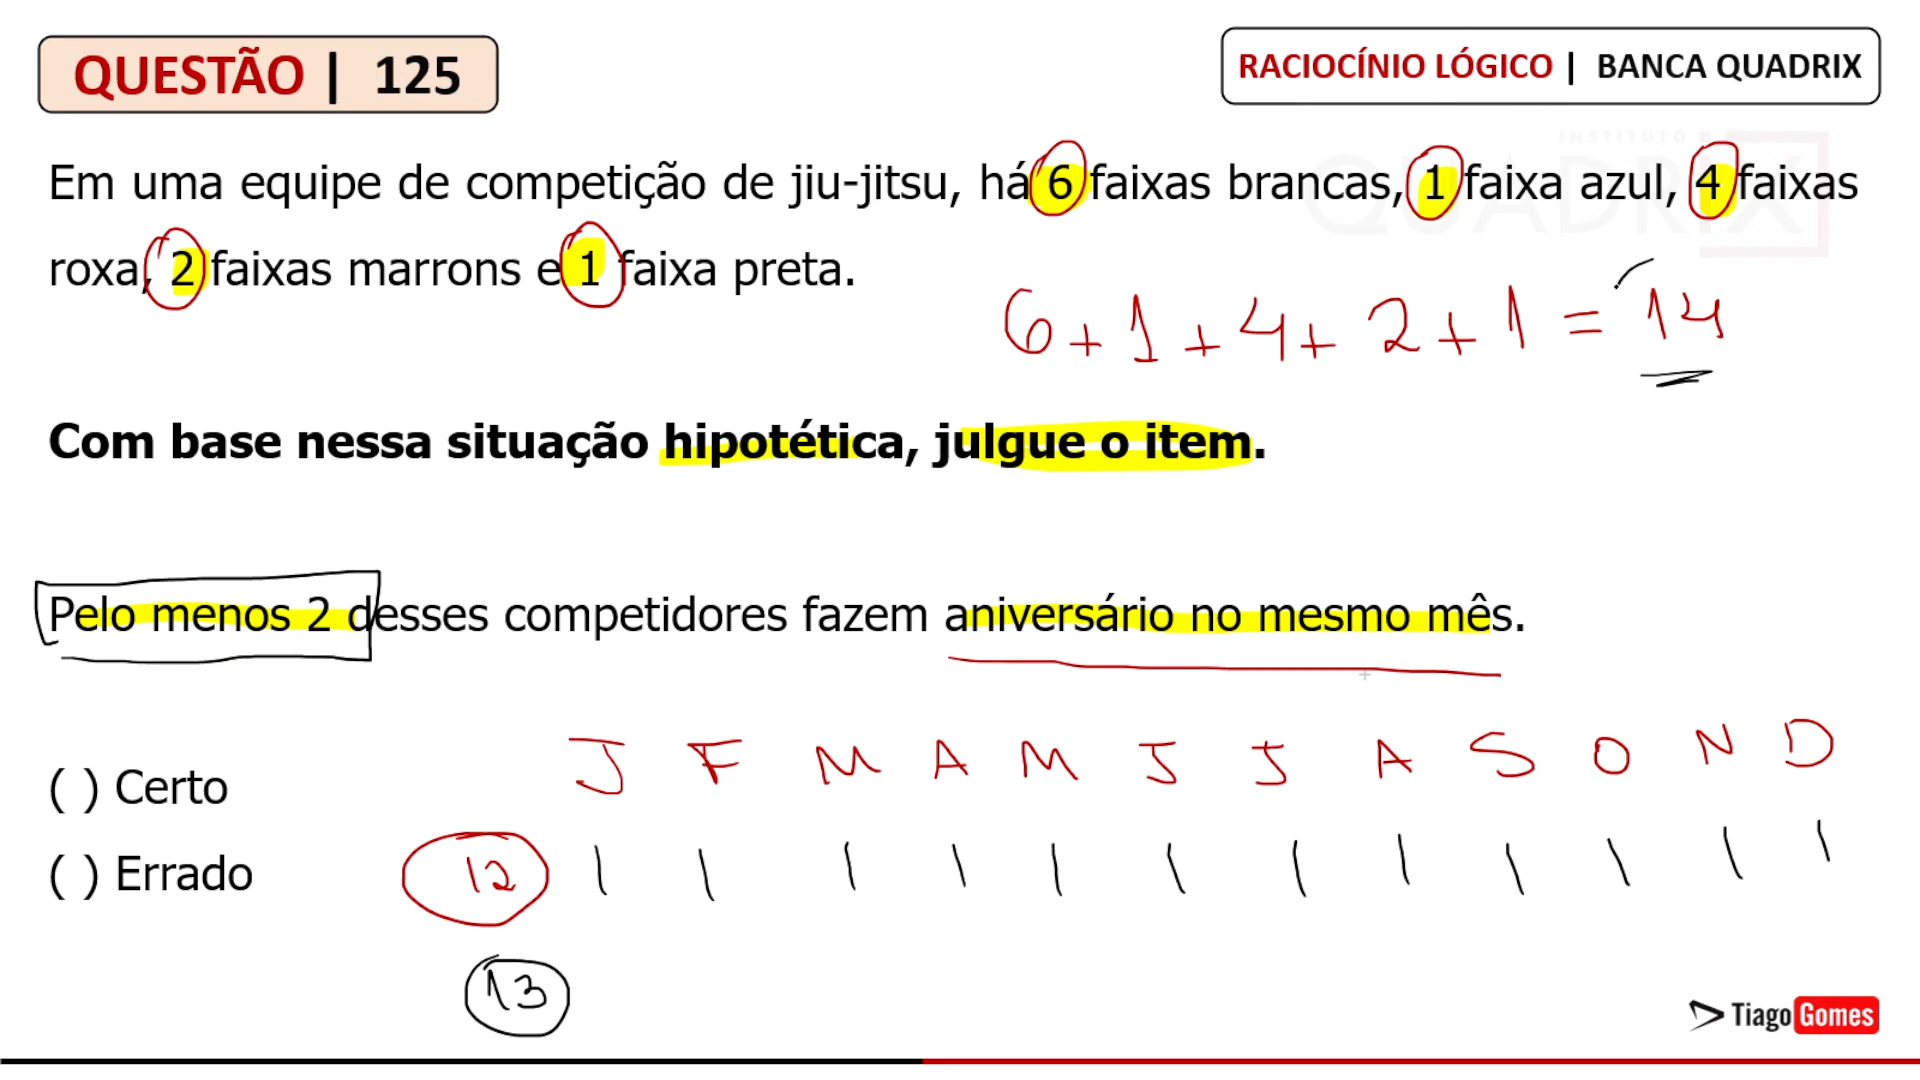 QUESTÃO | 125
RACIOCÍNIO LÓGICO | BANCA QUADRIX
INSTITUTO
QUADRIX
Em uma equipe de competição de jiu-jitsu, há 6 faixas brancas, 1 faixa azul, 4 faixas
roxa, 2 faixas marrons e 1 faixa preta.
6 + 1 + 4 + 2 + 1 = 14
Com base nessa situação hipotética, julgue o item.
Pelo menos 2 desses competidores fazem aniversário no mesmo mês.
J F M A M J J A S O N D
( ) Certo
( ) Errado
12 | | | | | | | | | | | |
13
Tiago Gomes